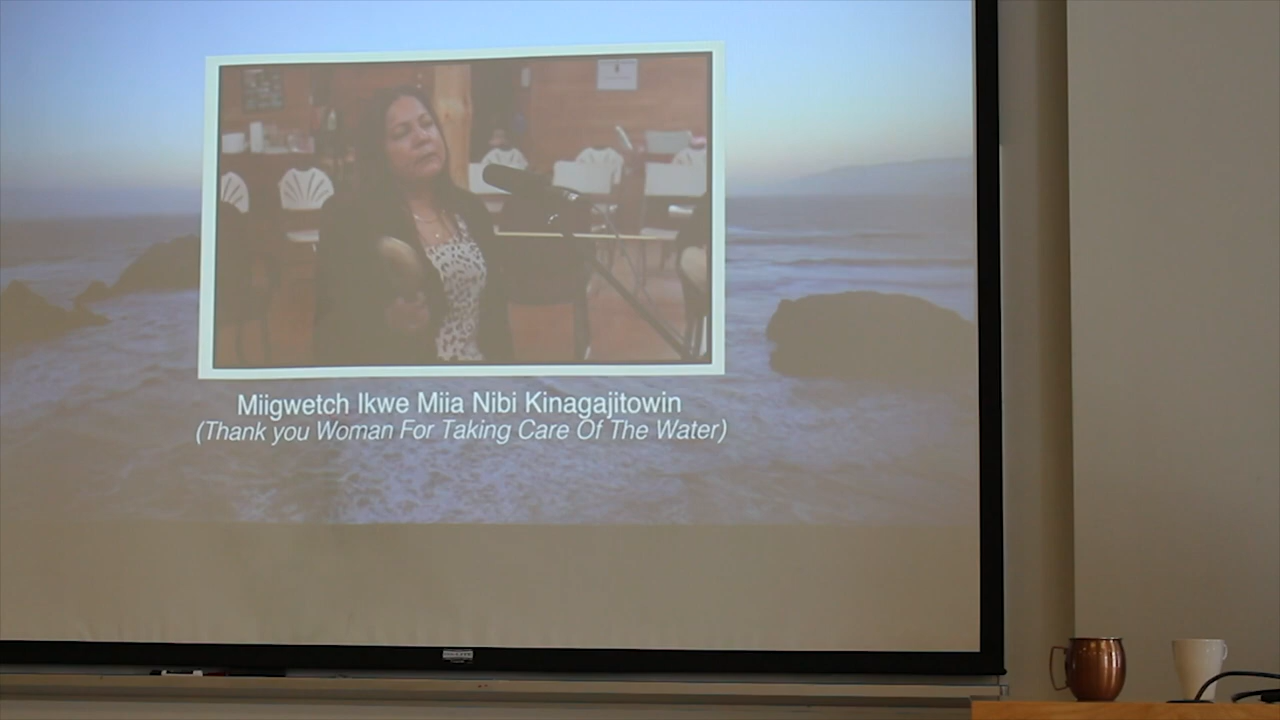 Miigwetch Ikwe Miia Nibi Kinagajitowin
(Thank you Woman For Taking Care Of The Water)